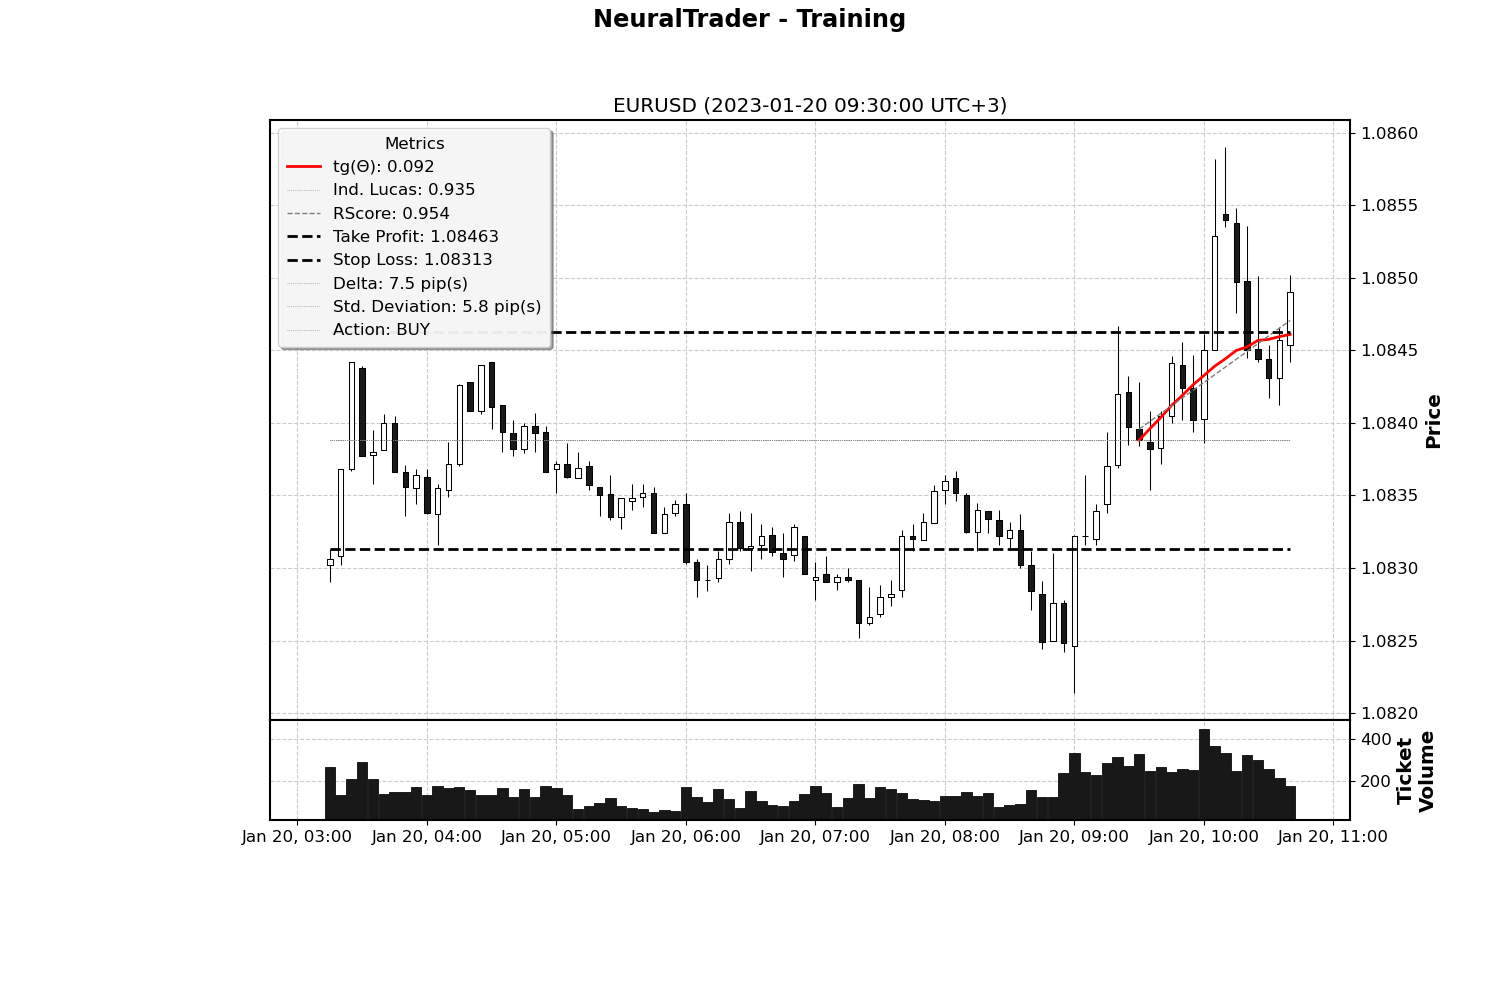 NeuralTrader - Training
EURUSD (2023-01-20 09:30:00 UTC+3)
Metrics
tg(Θ): 0.092
Ind. Lucas: 0.935
RScore: 0.954
Take Profit: 1.08463
Stop Loss: 1.08313
Delta: 7.5 pip(s)
Std. Deviation: 5.8 pip(s)
Action: BUY
1.0860
1.0855
1.0850
1.0845
1.0840
1.0835
1.0830
1.0825
1.0820
Price
400
200
Ticket
Volume
Jan 20, 03:00
Jan 20, 04:00
Jan 20, 05:00
Jan 20, 06:00
Jan 20, 07:00
Jan 20, 08:00
Jan 20, 09:00
Jan 20, 10:00
Jan 20, 11:00